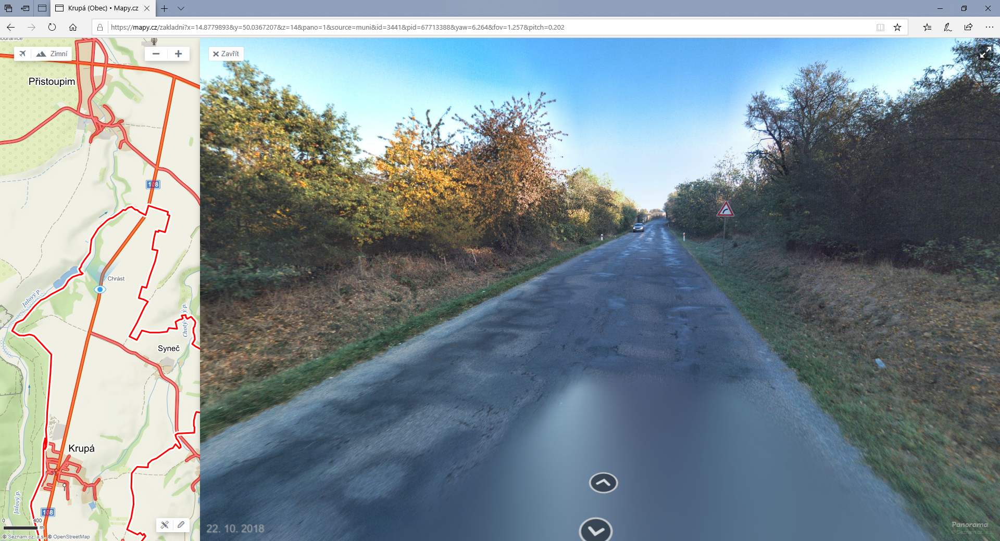 Krupá (Obec) • Mapy.cz
https://mapy.cz/zakladni?x=14.8779893&y=50.0367207&z=14&pano=1&source=muni&id=3441&pid=67713388&yaw=6.264&fov=1.257&pitch=0.202
Zimní
− +
Zavřít
Přistoupim
108
Chrást
Jalový p.
Syneč
Krupá
Jalový p.
108
0 400
m
© Seznam.cz, a.s., © OpenStreetMap
22. 10. 2018
Panorama
© Seznam.cz, a.s.